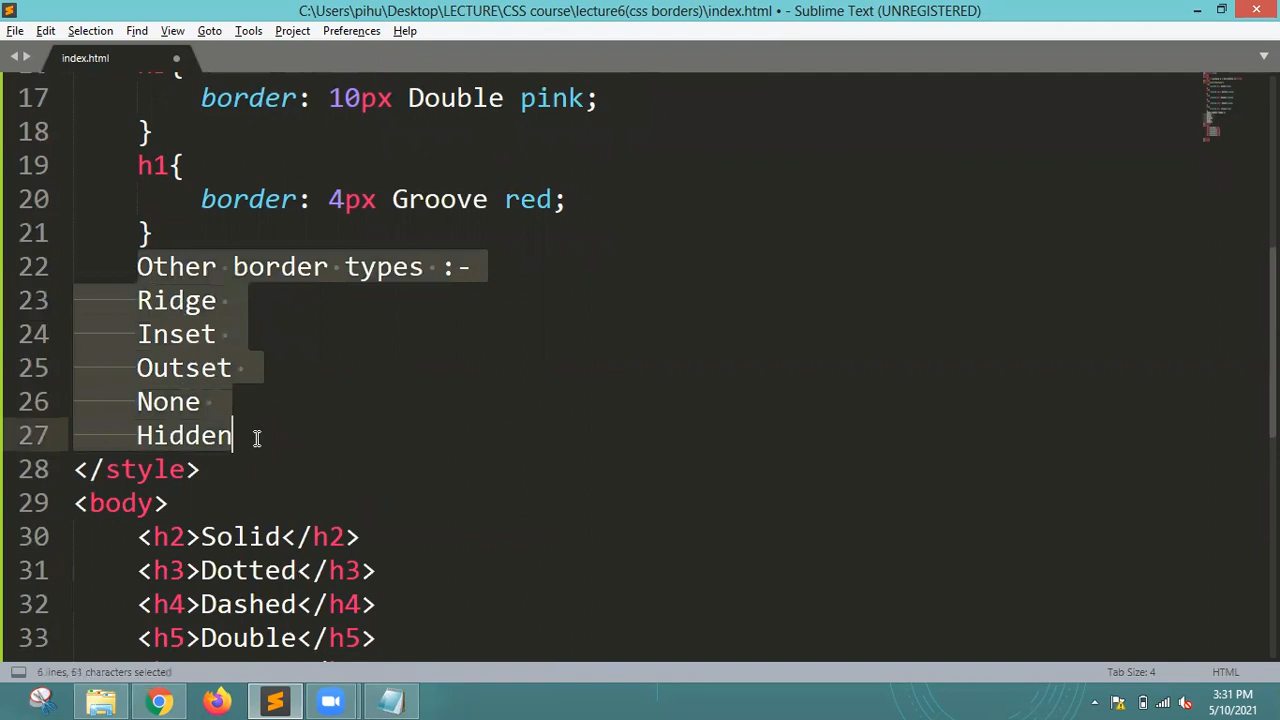 C:\Users\pihu\Desktop\LECTURE\CSS course\lecture6(css borders)\index.html • - Sublime Text (UNREGISTERED)
File Edit Selection Find View Goto Tools Project Preferences Help
index.html
17 border: 10px Double pink;
18 }
19 h1{
20 border: 4px Groove red;
21 }
22 Other border types :-
23 Ridge
24 Inset
25 Outset
26 None
27 Hidden
28 </style>
29 <body>
30 <h2>Solid</h2>
31 <h3>Dotted</h3>
32 <h4>Dashed</h4>
33 <h5>Double</h5>
6 lines, 61 characters selected Tab Size: 4 HTML
3:31 PM
5/10/2021